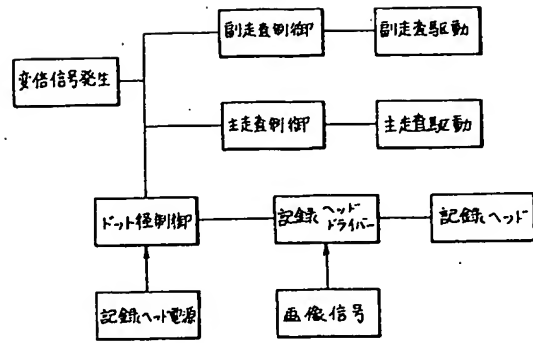 副走査制御
副走査駆動
変倍信号発生
主走査制御
主走査駆動
ドット径制御
記録ヘッド
ドライバー
記録ヘッド
記録ヘッド電源
画像信号